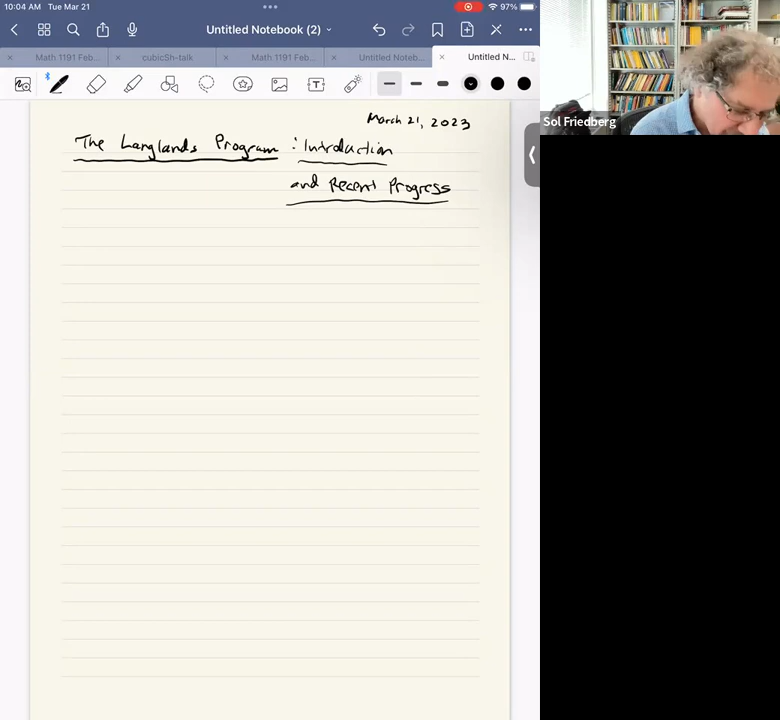 10:04 AM Tue Mar 21
97%
Untitled Notebook (2)
Math 1191 Feb...
cubicSh-talk
Math 1191 Feb...
Untitled Noteb...
Untitled N...
Sol Friedberg
March 21, 2023
The Langlands Program : Introduction
and Recent Progress